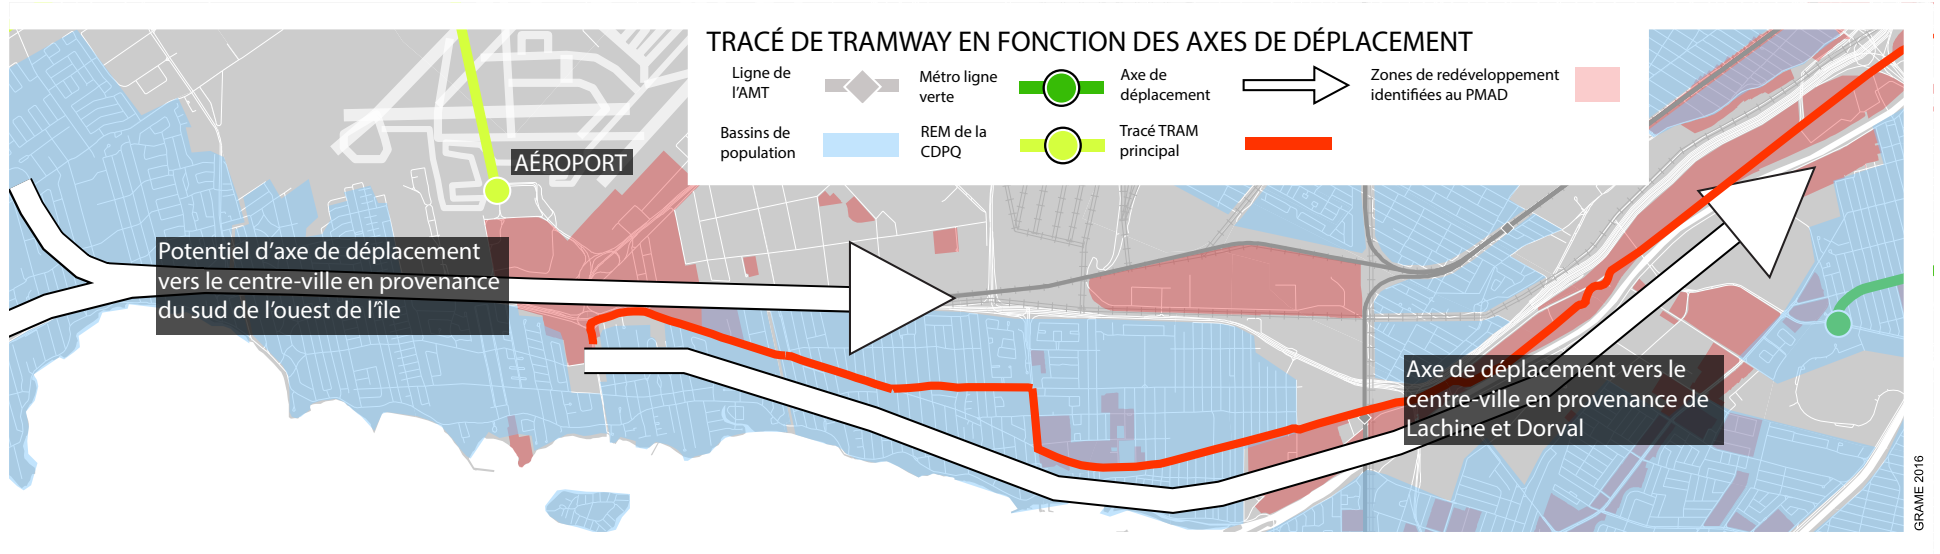 TRACÉ DE TRAMWAY EN FONCTION DES AXES DE DÉPLACEMENT
Ligne de
l'AMT
Métro ligne
verte
Axe de
déplacement
Zones de redéveloppement
identifiées au PMAD
Bassins de
population
REM de la
CDPQ
Tracé TRAM
principal
AÉROPORT
Potentiel d'axe de déplacement
vers le centre-ville en provenance
du sud de l'ouest de l'île
Axe de déplacement vers le
centre-ville en provenance de
Lachine et Dorval
GRAME 2016